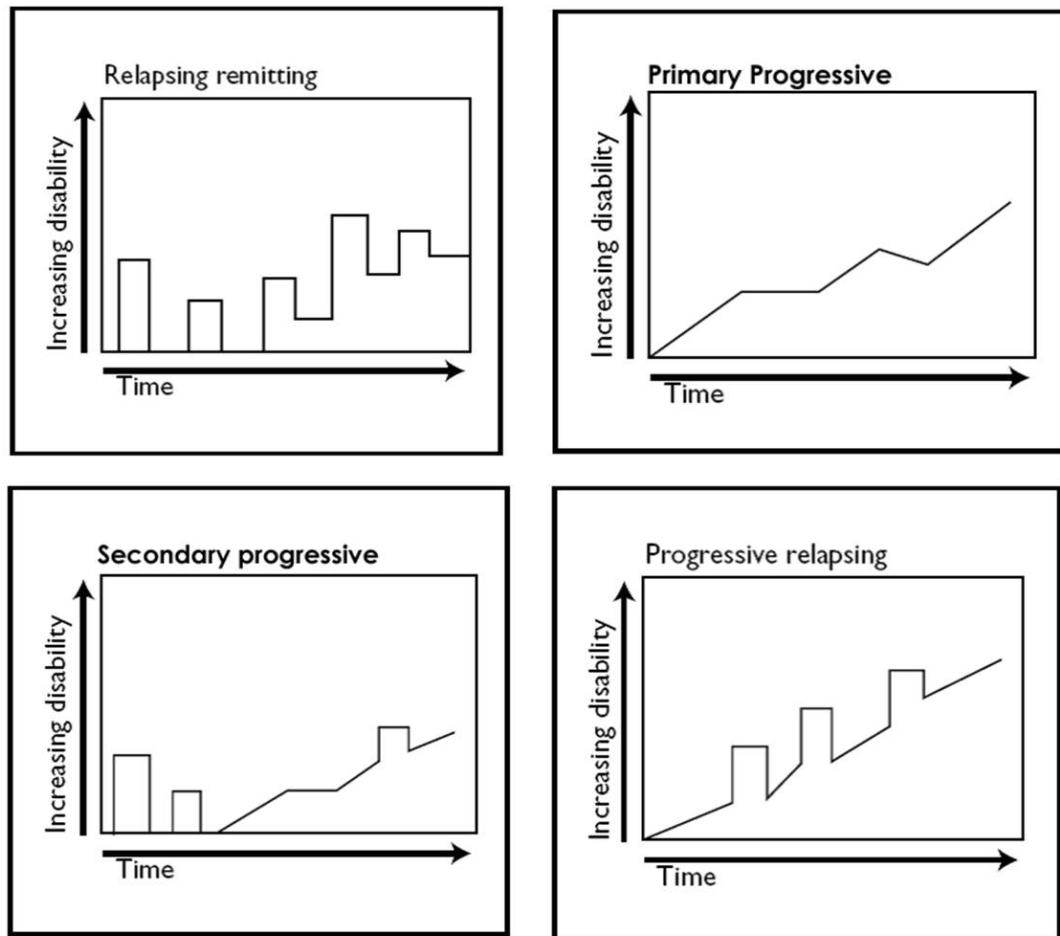 Relapsing remitting
Increasing disability
Time
Primary Progressive
Increasing disability
Time
Secondary progressive
Increasing disability
Time
Progressive relapsing
Increasing disability
Time